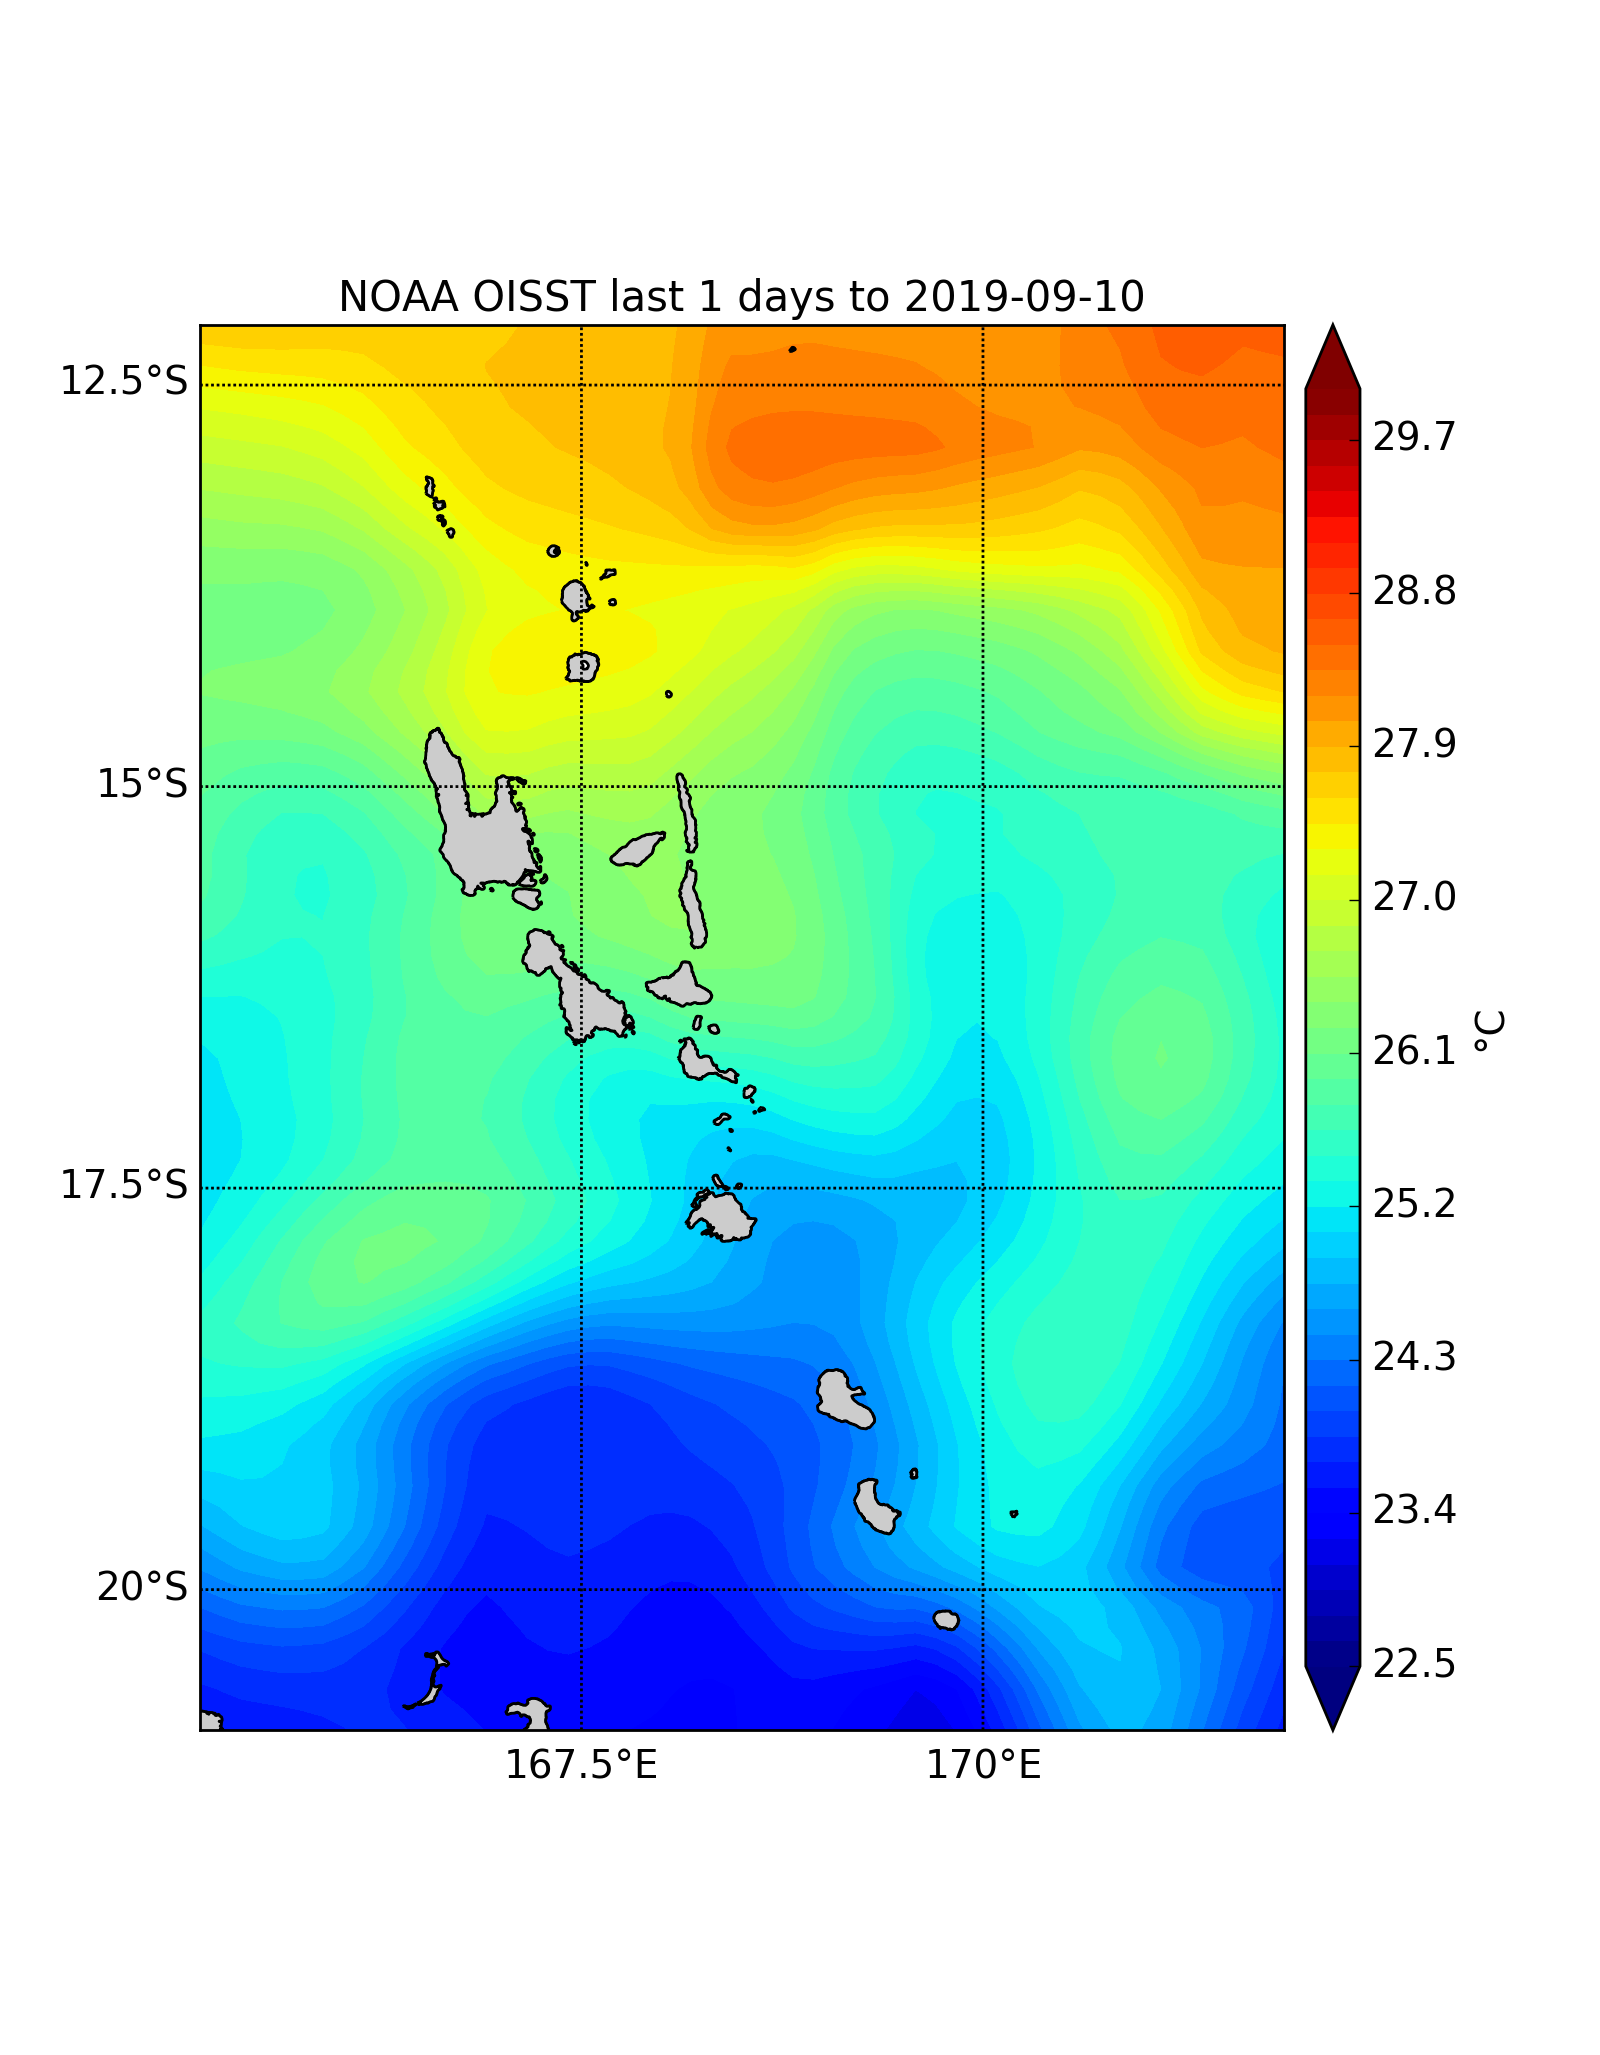 NOAA OISST last 1 days to 2019-09-10
12.5°S
15°S
17.5°S
20°S
167.5°E
170°E
29.7
28.8
27.9
27.0
26.1
25.2
24.3
23.4
22.5
°C